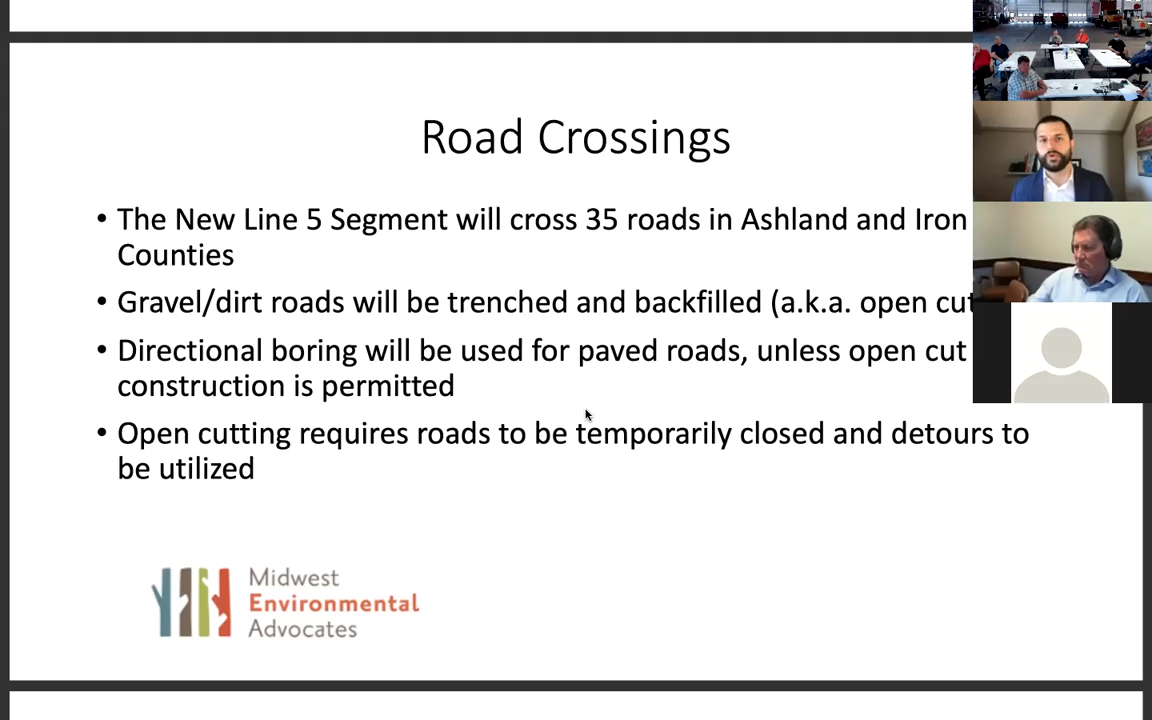 Road Crossings
• The New Line 5 Segment will cross 35 roads in Ashland and Iron
Counties
• Gravel/dirt roads will be trenched and backfilled (a.k.a. open cut
• Directional boring will be used for paved roads, unless open cut
construction is permitted
• Open cutting requires roads to be temporarily closed and detours to
be utilized
Midwest
Environmental
Advocates